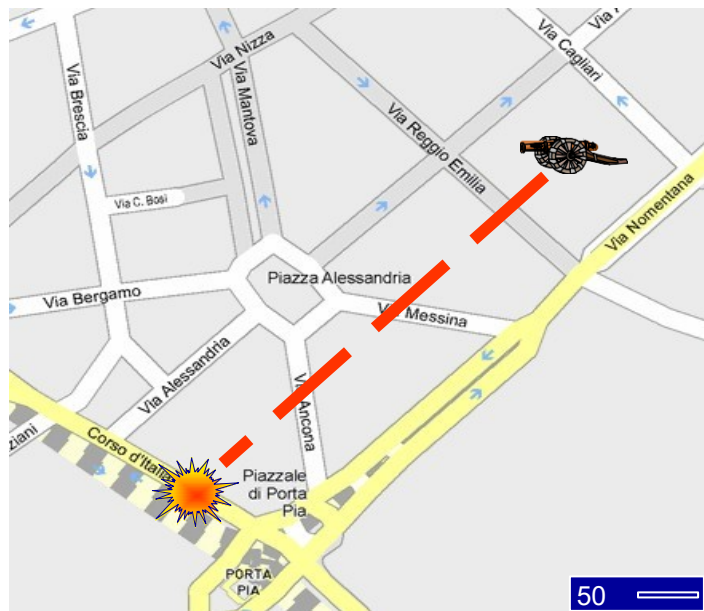 Via Nizza
Via Cagliari
Via Brescia
Via Mantova
Via Reggio Emilia
Via C. Bosi
Via Nomentana
Piazza Alessandria
Via Bergamo
Messina
Via Alessandria
Via Ancona
ziani
Corso d'Italia
Piazzale
di Porta
Pia
PORTA
PIA
50